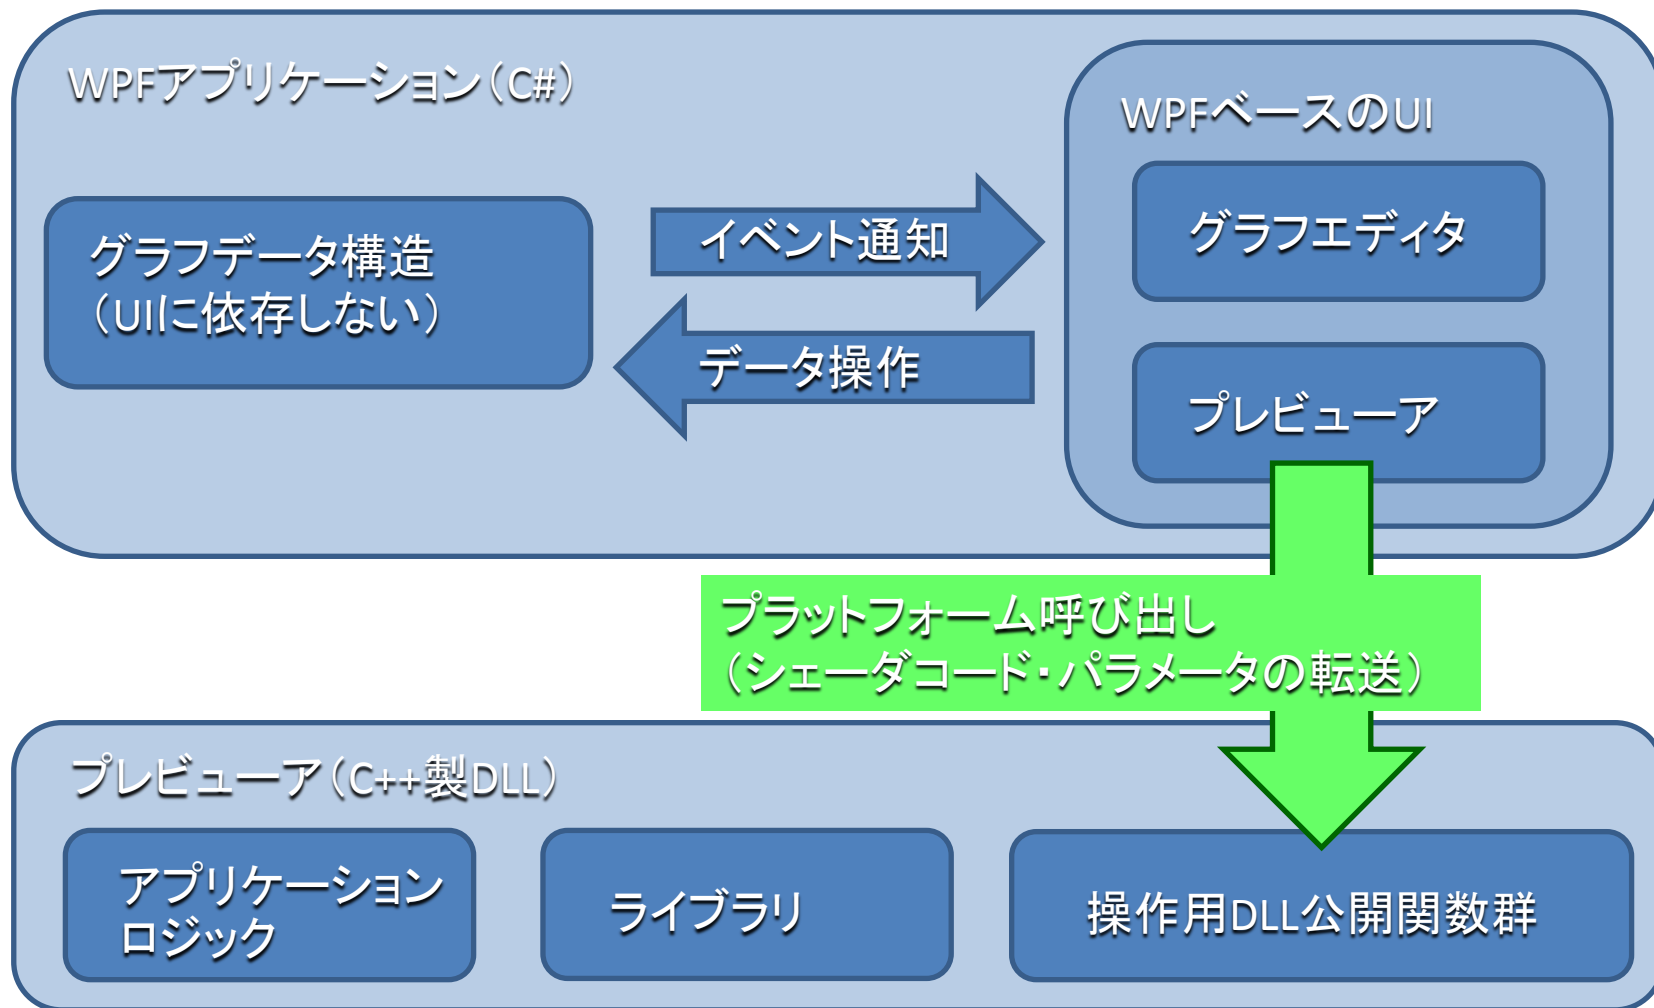 WPFアプリケーション（C#）
WPFベースのUI
グラフデータ構造
（UIに依存しない）
イベント通知
データ操作
グラフエディタ
プレビューア
プラットフォーム呼び出し
（シェーダコード・パラメータの転送）
プレビューア（C++製DLL）
アプリケーション
ロジック
ライブラリ
操作用DLL公開関数群